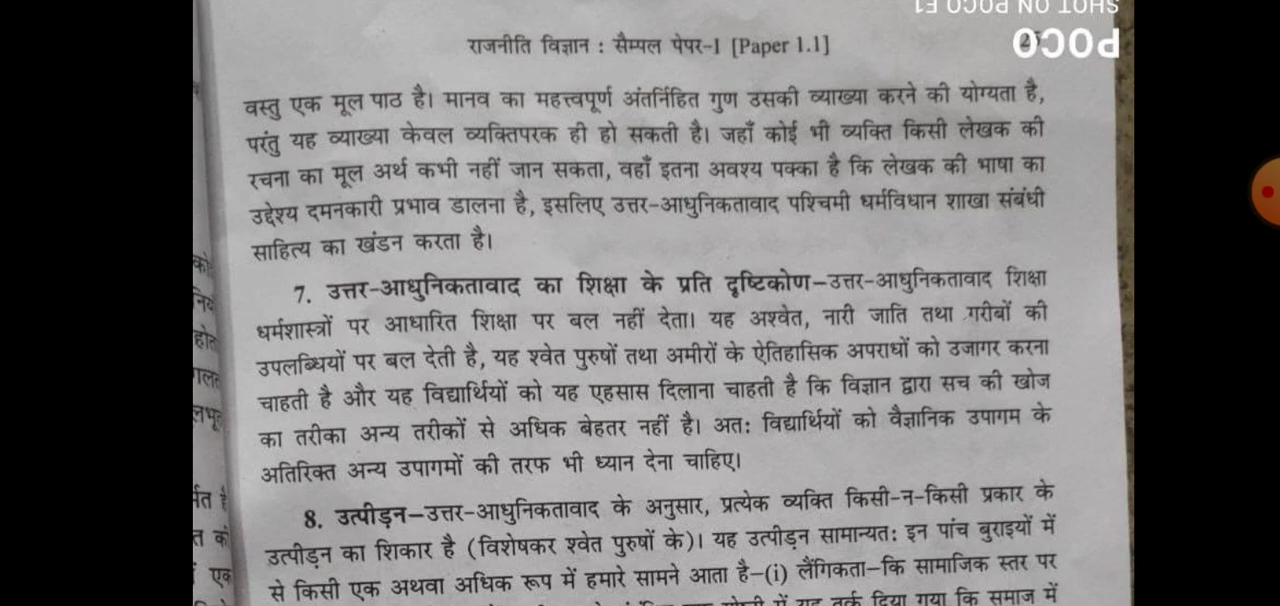 SHOT ON POCO F1
POCO
राजनीति विज्ञान : सैम्पल पेपर-I [Paper 1.1]
वस्तु एक मूल पाठ है। मानव का महत्त्वपूर्ण अंतर्निहित गुण उसकी व्याख्या करने की योग्यता है,
परंतु यह व्याख्या केवल व्यक्तिपरक ही हो सकती है। जहाँ कोई भी व्यक्ति किसी लेखक की
रचना का मूल अर्थ कभी नहीं जान सकता, वहाँ इतना अवश्य पक्का है कि लेखक की भाषा का
उद्देश्य दमनकारी प्रभाव डालना है, इसलिए उत्तर-आधुनिकतावाद पश्चिमी धर्मविधान शाखा संबंधी
साहित्य का खंडन करता है।
7. उत्तर-आधुनिकतावाद का शिक्षा के प्रति दृष्टिकोण–उत्तर-आधुनिकतावाद शिक्षा
धर्मशास्त्रों पर आधारित शिक्षा पर बल नहीं देता। यह अश्वेत, नारी जाति तथा गरीबों की
उपलब्धियों पर बल देती है, यह श्वेत पुरुषों तथा अमीरों के ऐतिहासिक अपराधों को उजागर करना
चाहती है और यह विद्यार्थियों को यह एहसास दिलाना चाहती है कि विज्ञान द्वारा सच की खोज
का तरीका अन्य तरीकों से अधिक बेहतर नहीं है। अतः विद्यार्थियों को वैज्ञानिक उपागम के
अतिरिक्त अन्य उपागमों की तरफ भी ध्यान देना चाहिए।
8. उत्पीड़न–उत्तर-आधुनिकतावाद के अनुसार, प्रत्येक व्यक्ति किसी-न-किसी प्रकार के
उत्पीड़न का शिकार है (विशेषकर श्वेत पुरुषों के)। यह उत्पीड़न सामान्यतः इन पांच बुराइयों में
से किसी एक अथवा अधिक रूप में हमारे सामने आता है–(i) लैंगिकता–कि सामाजिक स्तर पर
में यह तर्क दिया गया कि समाज में